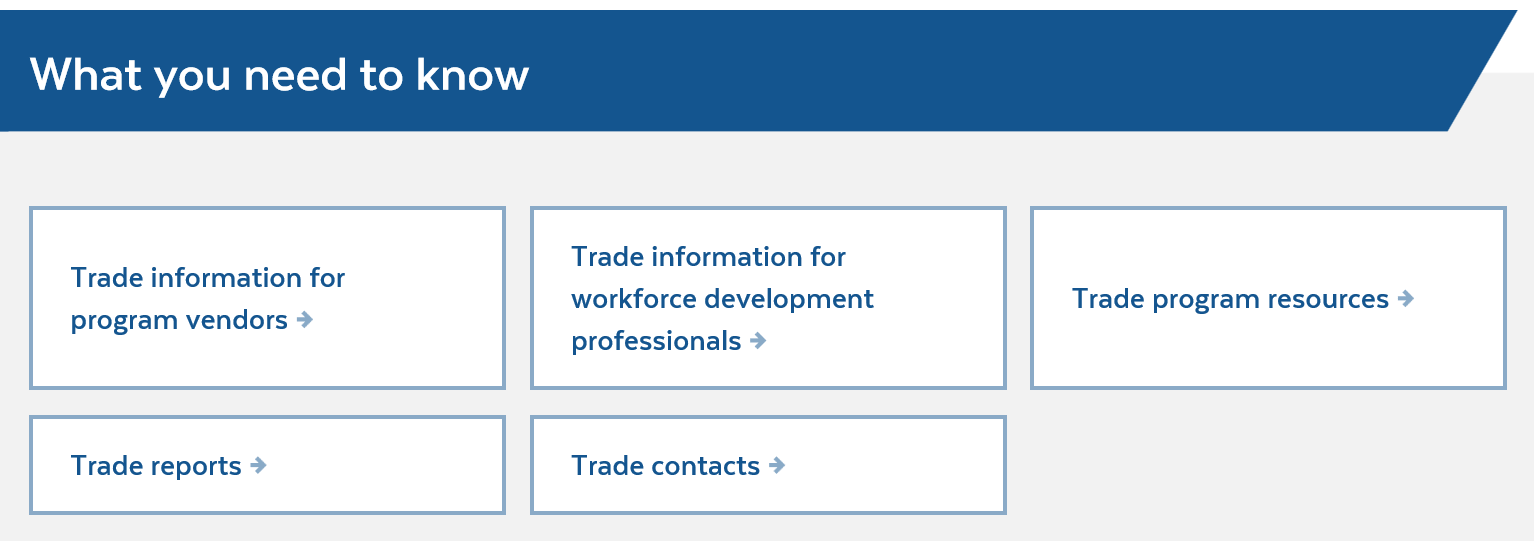 What you need to know
Trade information for
program vendors
Trade information for
workforce development
professionals
Trade program resources
Trade reports
Trade contacts